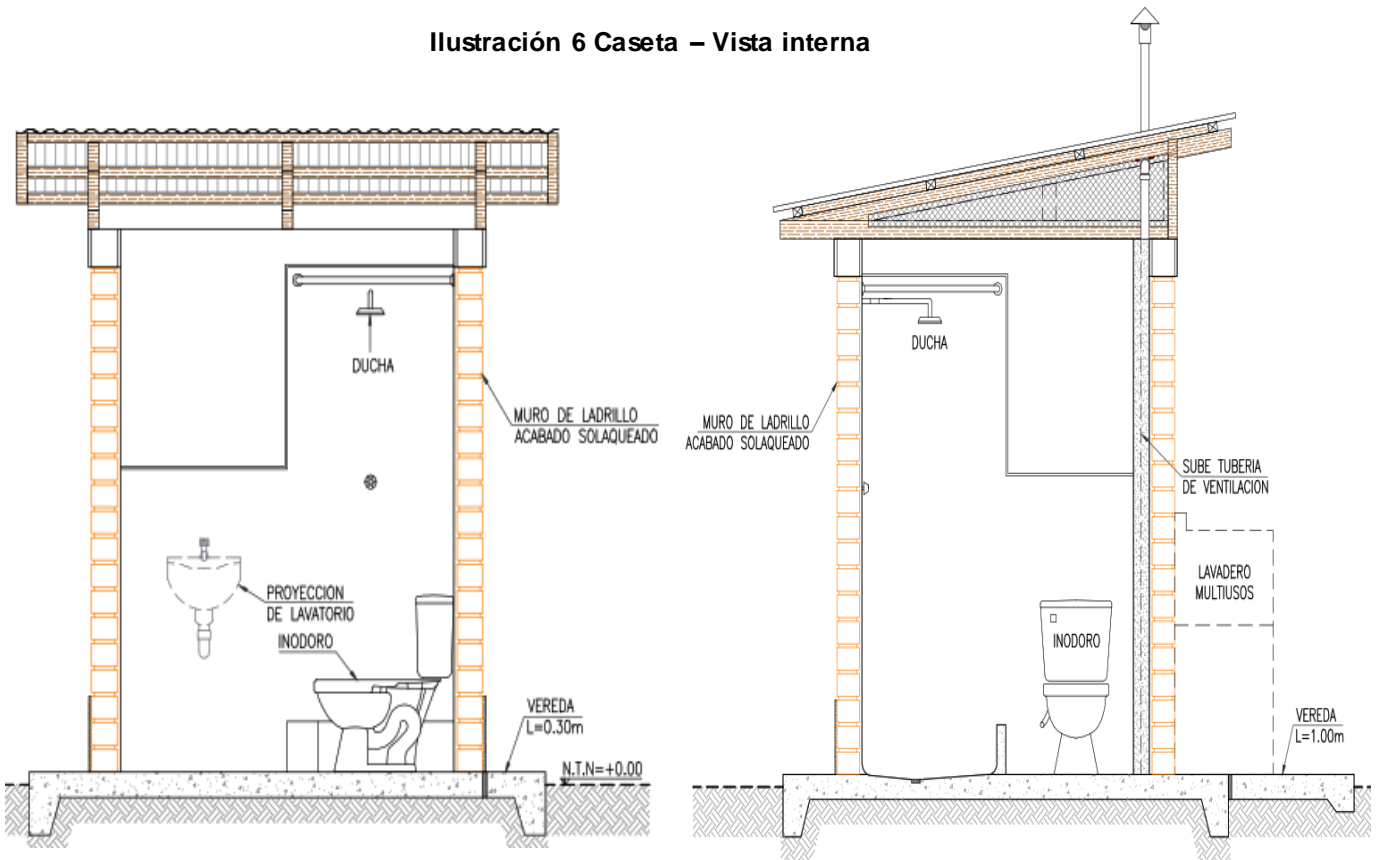 Ilustración 6 Caseta – Vista interna
DUCHA
MURO DE LADRILLO
ACABADO SOLAQUEADO
PROYECCION
DE LAVATORIO
INODORO
VEREDA
L=0.30m
N.T.N=+0.00
DUCHA
MURO DE LADRILLO
ACABADO SOLAQUEADO
SUBE TUBERIA
DE VENTILACION
LAVADERO
MULTIUSOS
INODORO
VEREDA
L=1.00m